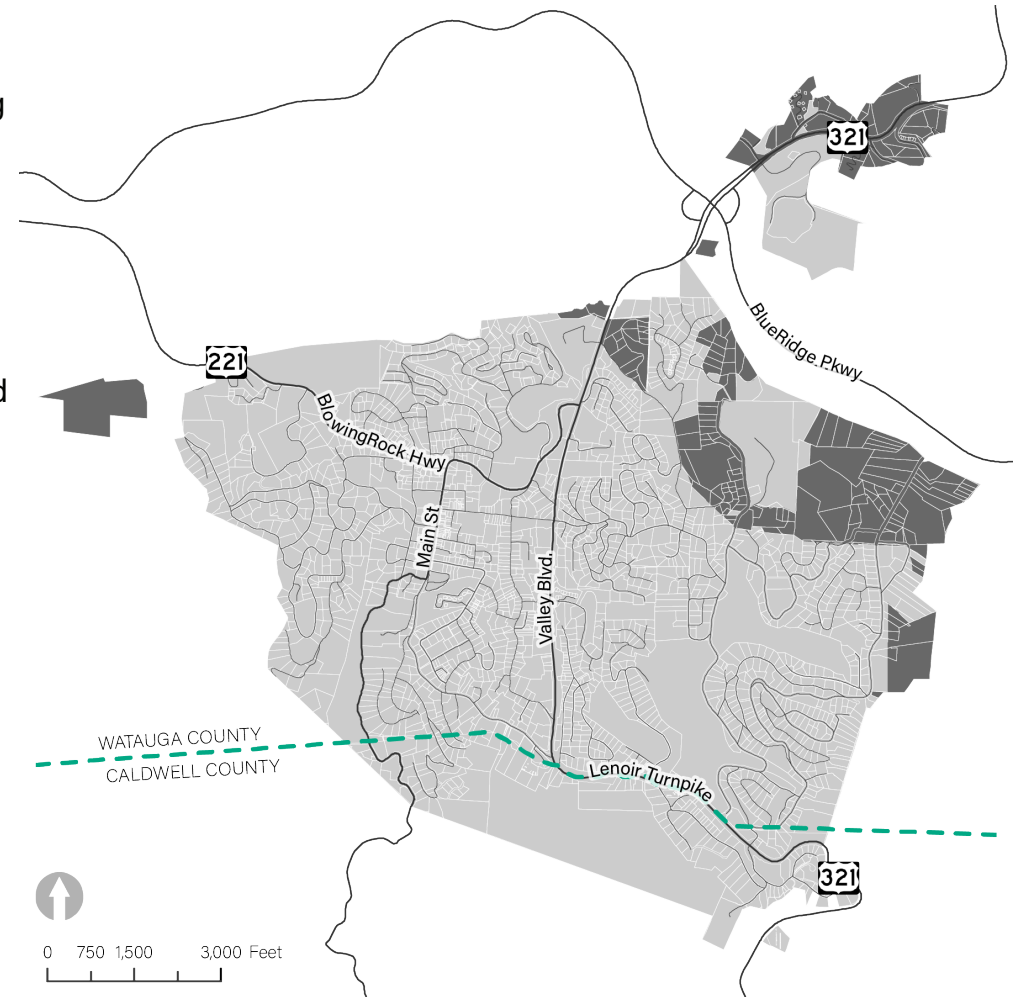 g
321
BlueRidge Pkwy
221
d
BlowingRock Hwy
Main St
Valley Blvd.
WATAUGA COUNTY
CALDWELL COUNTY
Lenoir Turnpike
321
0 750 1,500 3,000 Feet